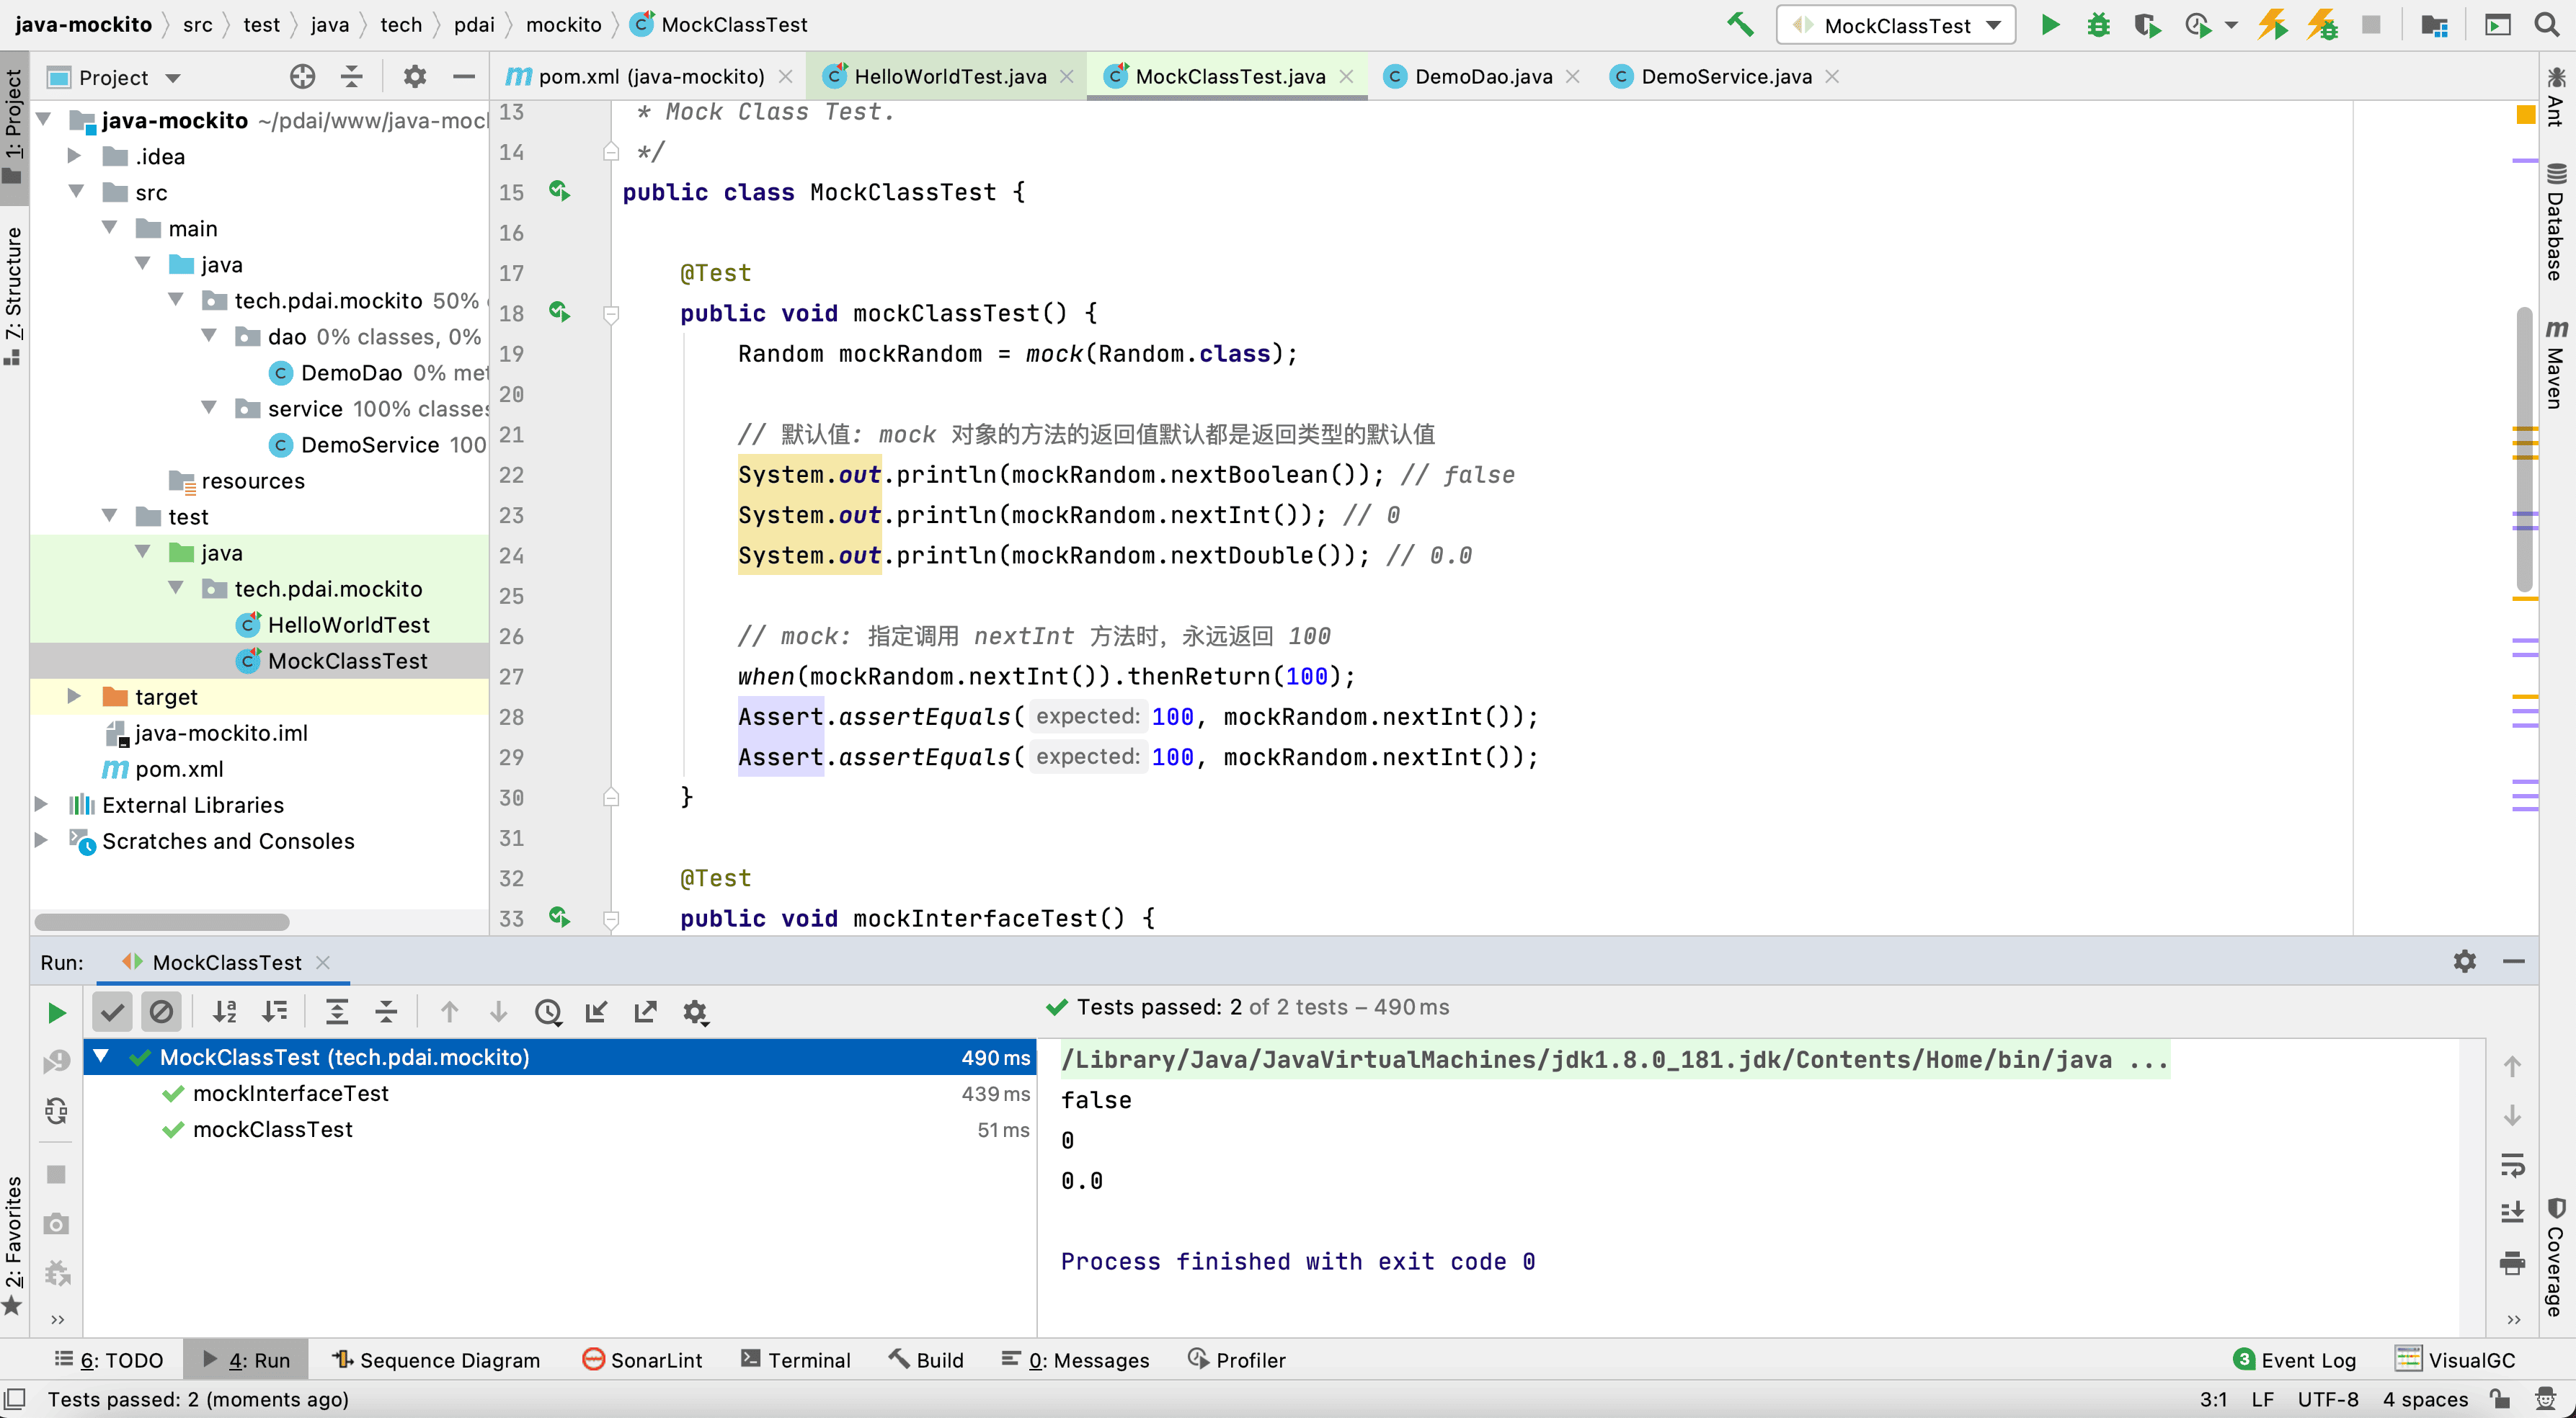 java-mockito src test java tech pdai mockito MockClassTest
MockClassTest
1: Project
Z: Structure
2: Favorites
Project
java-mockito ~/pdai/www/java-moc
.idea
src
main
java
tech.pdai.mockito 50%
dao 0% classes, 0%
DemoDao 0% met
service 100% classes
DemoService 100
resources
test
java
tech.pdai.mockito
HelloWorldTest
MockClassTest
target
java-mockito.iml
pom.xml
External Libraries
Scratches and Consoles
pom.xml (java-mockito) HelloWorldTest.java MockClassTest.java DemoDao.java DemoService.java
13 * Mock Class Test.
14 */
15 public class MockClassTest {
16
17 @Test
18 public void mockClassTest() {
19 Random mockRandom = mock(Random.class);
20
21 // 默认值: mock 对象的方法的返回值默认都是返回类型的默认值
22 System.out.println(mockRandom.nextBoolean()); // false
23 System.out.println(mockRandom.nextInt()); // 0
24 System.out.println(mockRandom.nextDouble()); // 0.0
25
26 // mock: 指定调用 nextInt 方法时，永远返回 100
27 when(mockRandom.nextInt()).thenReturn(100);
28 Assert.assertEquals( expected: 100, mockRandom.nextInt());
29 Assert.assertEquals( expected: 100, mockRandom.nextInt());
30 }
31
32 @Test
33 public void mockInterfaceTest() {
Ant
Database
Maven
Coverage
Run: MockClassTest
Tests passed: 2 of 2 tests – 490 ms
MockClassTest (tech.pdai.mockito) 490 ms
mockInterfaceTest 439 ms
mockClassTest 51 ms
/Library/Java/JavaVirtualMachines/jdk1.8.0_181.jdk/Contents/Home/bin/java ...
false
0
0.0
Process finished with exit code 0
6: TODO 4: Run Sequence Diagram SonarLint Terminal Build 0: Messages Profiler 3 Event Log VisualGC
Tests passed: 2 (moments ago) 3:1 LF UTF-8 4 spaces